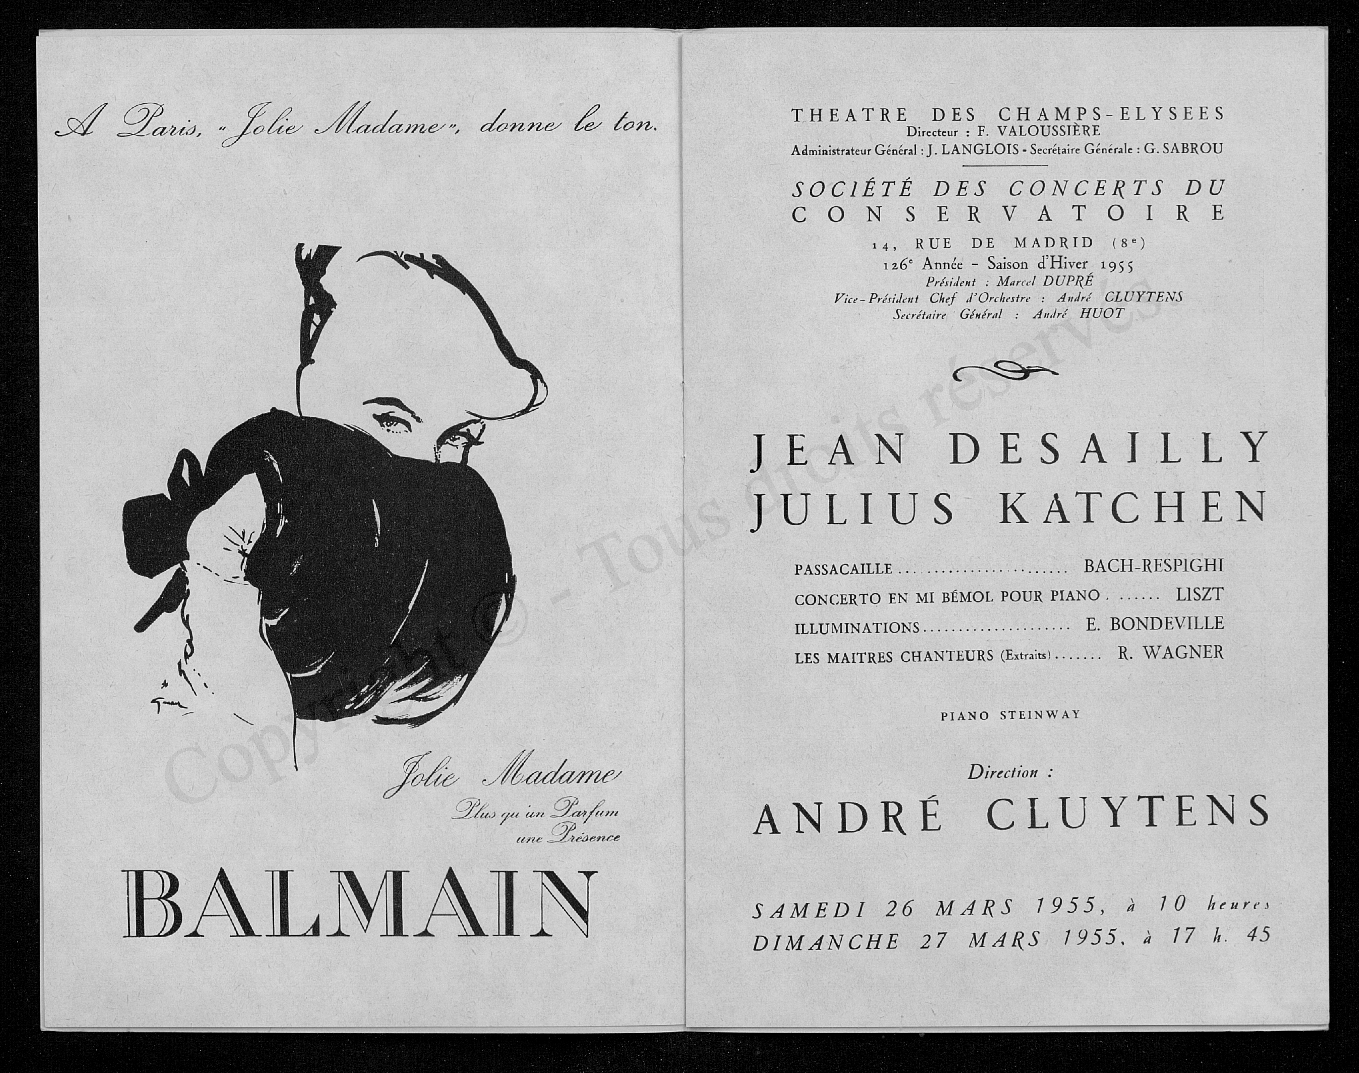 A Paris, "Jolie Madame", donne le ton.
Gruau
Jolie Madame
Plus qu'un Parfum
une Présence
BALMAIN
THEATRE DES CHAMPS-ELYSEES
Directeur : F. VALOUSSIÈRE
Administrateur Général : J. LANGLOIS - Secrétaire Générale : G. SABROU
SOCIÉTÉ DES CONCERTS DU
CONSERVATOIRE
14, RUE DE MADRID (8e)
126e Année - Saison d'Hiver 1955
Président : Marcel DUPRÉ
Vice-Président Chef d'Orchestre : André CLUYTENS
Secrétaire Général : André HUOT
JEAN DESAILLY
JULIUS KATCHEN
PASSACAILLE ........................ BACH-RESPIGHI
CONCERTO EN MI BÉMOL POUR PIANO . ...... LISZT
ILLUMINATIONS ..................... E. BONDEVILLE
LES MAITRES CHANTEURS (Extraits) ....... R. WAGNER
PIANO STEINWAY
Direction :
ANDRÉ CLUYTENS
SAMEDI 26 MARS 1955, à 10 heures
DIMANCHE 27 MARS 1955, à 17 h. 45
Copyright © - Tous droits réservés